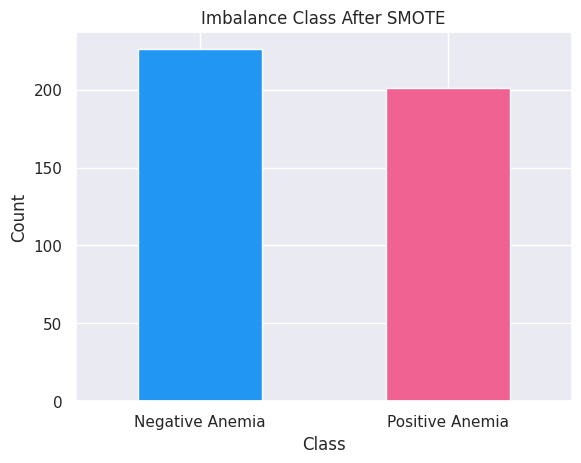 Imbalance Class After SMOTE
Count
200
150
100
50
0
Negative Anemia Positive Anemia
Class